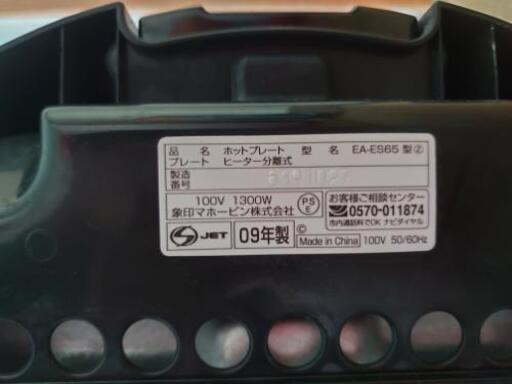 品 名 ホットプレート 型 名 EA-ES65型②
プレート ヒーター分離式
製造
番号
100V 1300W
象印マホービン株式会社
PS
E
お客様ご相談センター
0570-011874
市内通話料でOK ナビダイヤル
JET 09年製 © Made in China 100V 50/60Hz